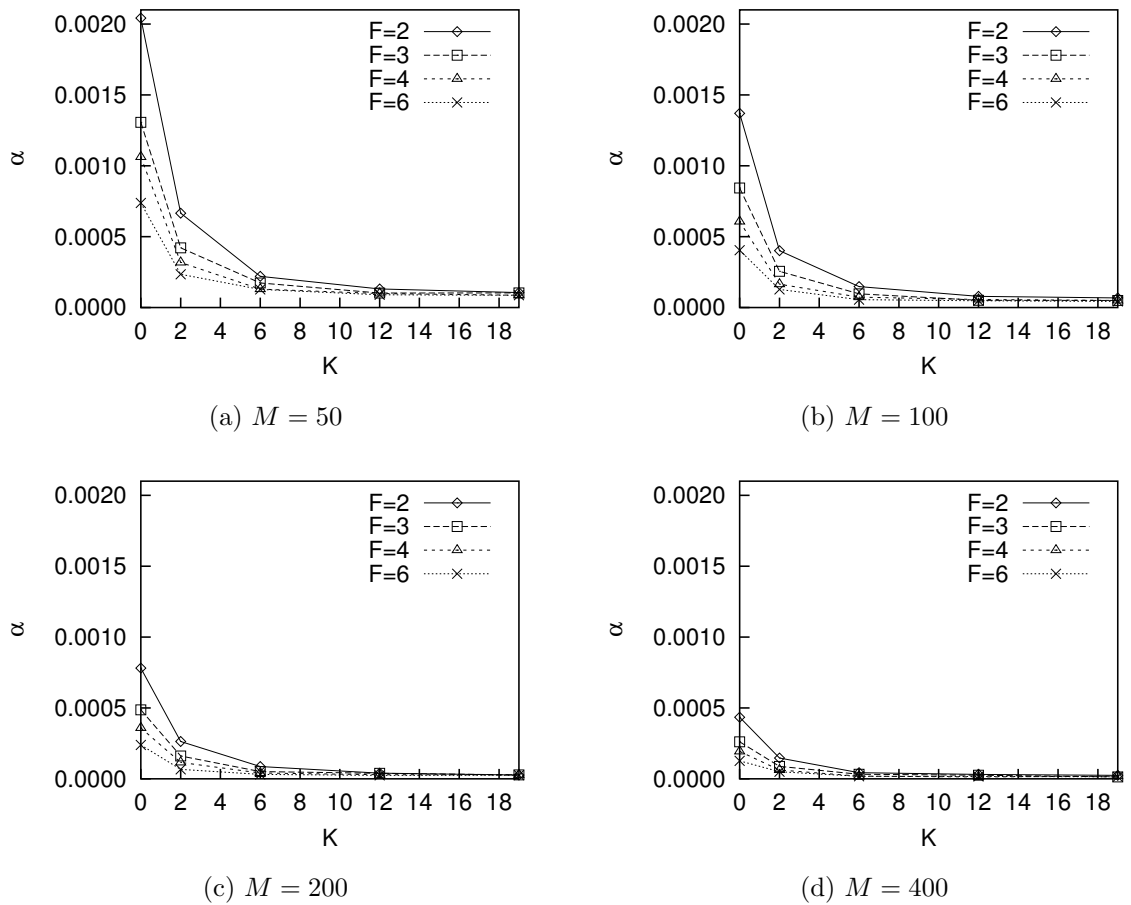 0.0020
0.0015
0.0010
0.0005
0.0000
α
F=2
F=3
F=4
F=6
0 2 4 6 8 10 12 14 16 18
K
(a) M = 50
0.0020
0.0015
0.0010
0.0005
0.0000
α
F=2
F=3
F=4
F=6
0 2 4 6 8 10 12 14 16 18
K
(b) M = 100
0.0020
0.0015
0.0010
0.0005
0.0000
α
F=2
F=3
F=4
F=6
0 2 4 6 8 10 12 14 16 18
K
(c) M = 200
0.0020
0.0015
0.0010
0.0005
0.0000
α
F=2
F=3
F=4
F=6
0 2 4 6 8 10 12 14 16 18
K
(d) M = 400